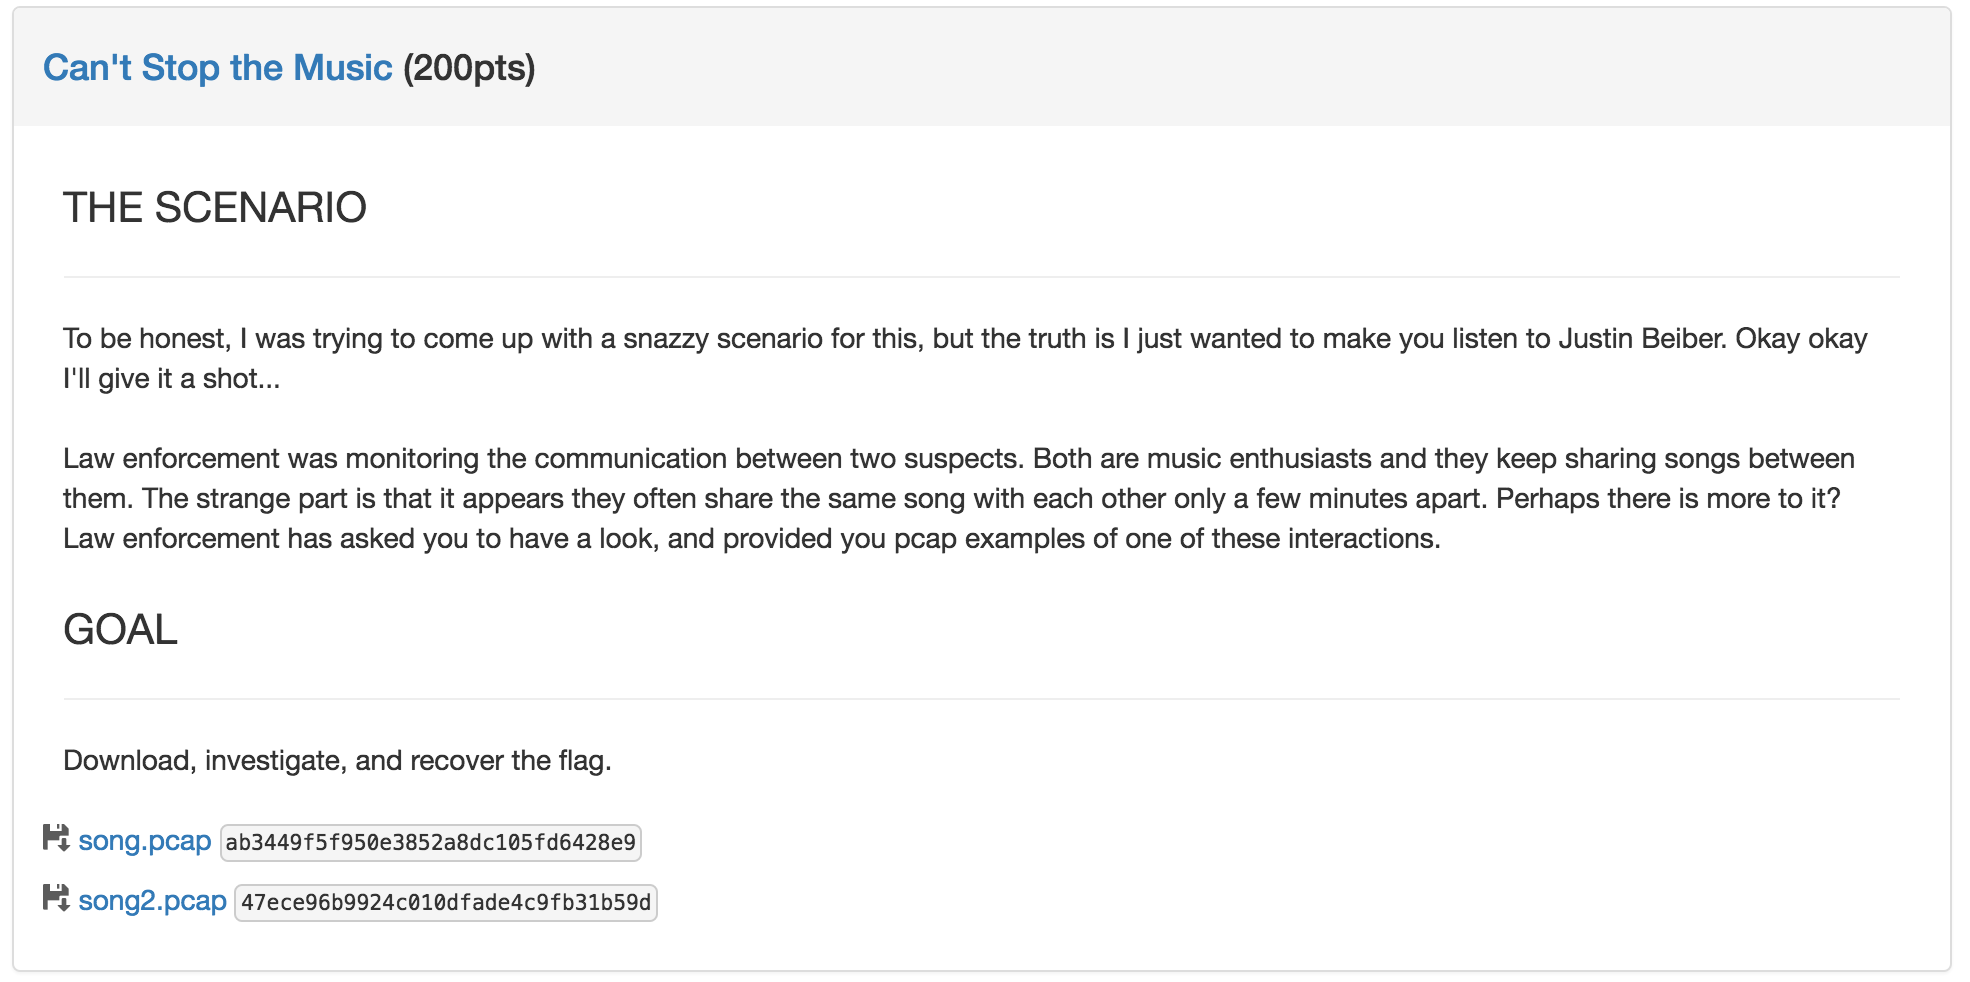 Can't Stop the Music (200pts)
THE SCENARIO
To be honest, I was trying to come up with a snazzy scenario for this, but the truth is I just wanted to make you listen to Justin Beiber. Okay okay
I'll give it a shot...
Law enforcement was monitoring the communication between two suspects. Both are music enthusiasts and they keep sharing songs between
them. The strange part is that it appears they often share the same song with each other only a few minutes apart. Perhaps there is more to it?
Law enforcement has asked you to have a look, and provided you pcap examples of one of these interactions.
GOAL
Download, investigate, and recover the flag.
song.pcap ab3449f5f950e3852a8dc105fd6428e9
song2.pcap 47ece96b9924c010dfade4c9fb31b59d